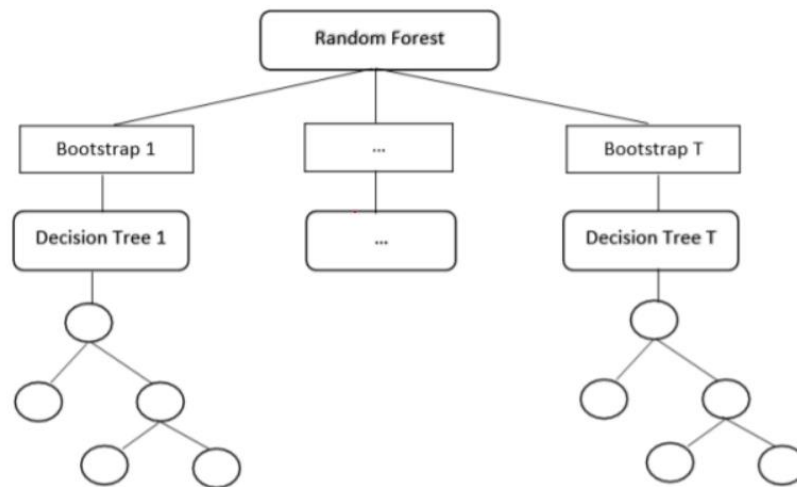 Random Forest
Bootstrap 1
...
Bootstrap T
Decision Tree 1
...
Decision Tree T